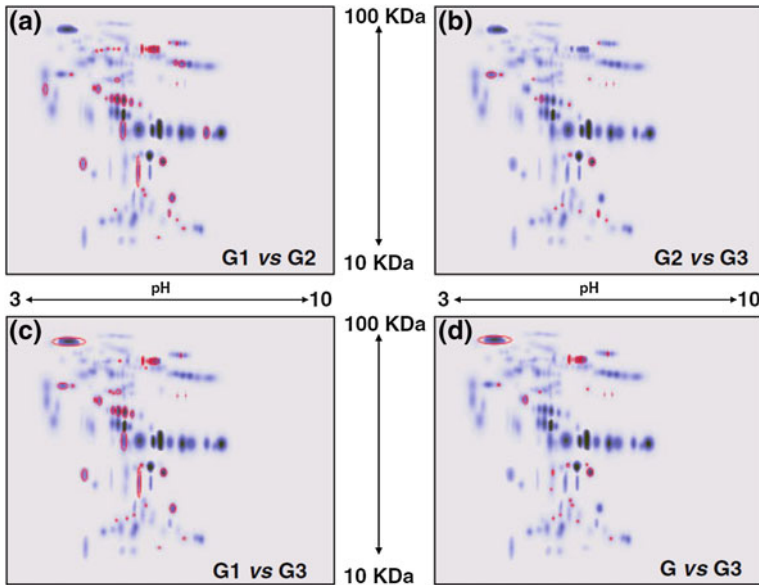 (a)
G1 vs G2
100 KDa
10 KDa
(b)
G2 vs G3
3
pH
10
3
pH
10
(c)
G1 vs G3
100 KDa
10 KDa
(d)
G vs G3